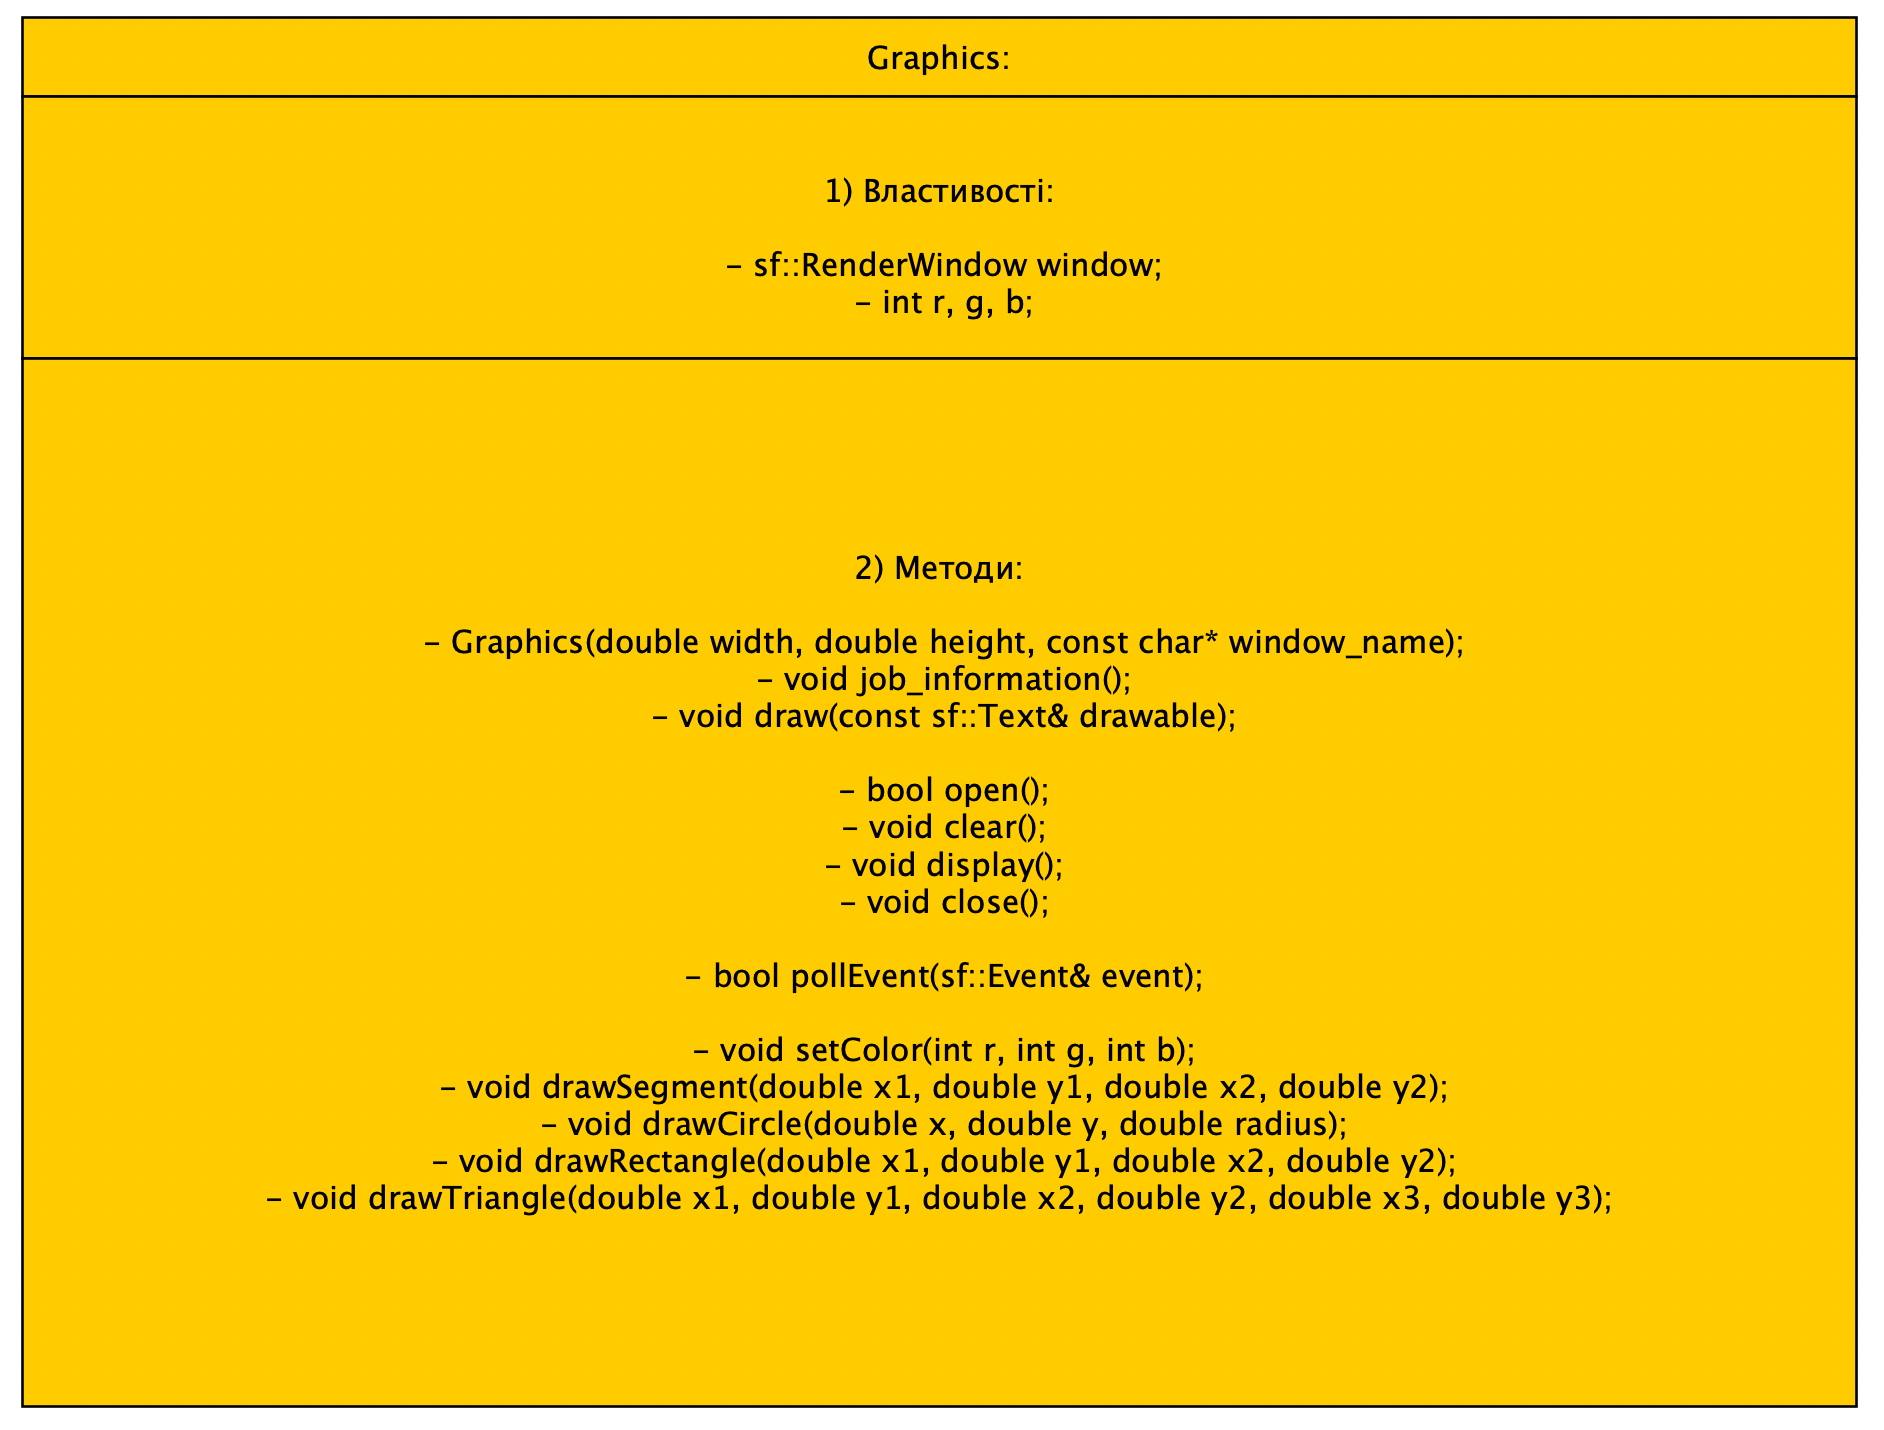 Graphics:
1) Властивості:
- sf::RenderWindow window;
- int r, g, b;
2) Методи:
- Graphics(double width, double height, const char* window_name);
- void job_information();
- void draw(const sf::Text& drawable);
- bool open();
- void clear();
- void display();
- void close();
- bool pollEvent(sf::Event& event);
- void setColor(int r, int g, int b);
- void drawSegment(double x1, double y1, double x2, double y2);
- void drawCircle(double x, double y, double radius);
- void drawRectangle(double x1, double y1, double x2, double y2);
- void drawTriangle(double x1, double y1, double x2, double y2, double x3, double y3);